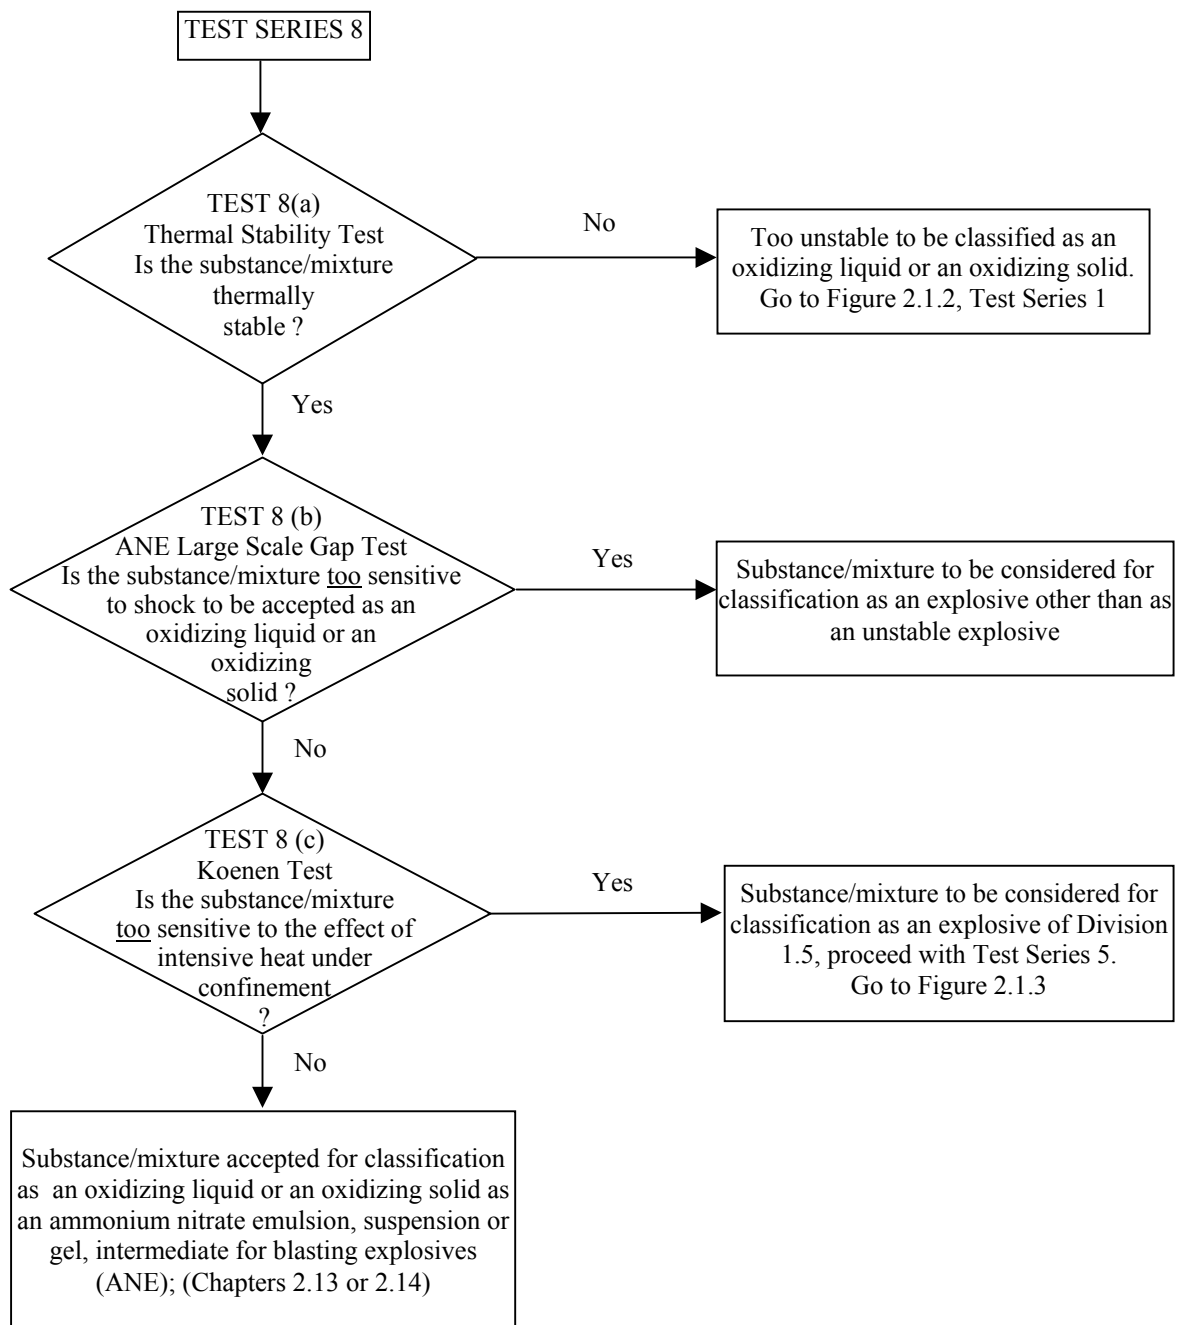 TEST SERIES 8
TEST 8(a)
Thermal Stability Test
Is the substance/mixture
thermally
stable ?
No
Too unstable to be classified as an
oxidizing liquid or an oxidizing solid.
Go to Figure 2.1.2, Test Series 1
Yes
TEST 8 (b)
ANE Large Scale Gap Test
Is the substance/mixture too sensitive
to shock to be accepted as an
oxidizing liquid or an
oxidizing
solid ?
Yes
Substance/mixture to be considered for
classification as an explosive other than as
an unstable explosive
No
TEST 8 (c)
Koenen Test
Is the substance/mixture
too sensitive to the effect of
intensive heat under
confinement
?
Yes
Substance/mixture to be considered for
classification as an explosive of Division
1.5, proceed with Test Series 5.
Go to Figure 2.1.3
No
Substance/mixture accepted for classification
as an oxidizing liquid or an oxidizing solid as
an ammonium nitrate emulsion, suspension or
gel, intermediate for blasting explosives
(ANE); (Chapters 2.13 or 2.14)